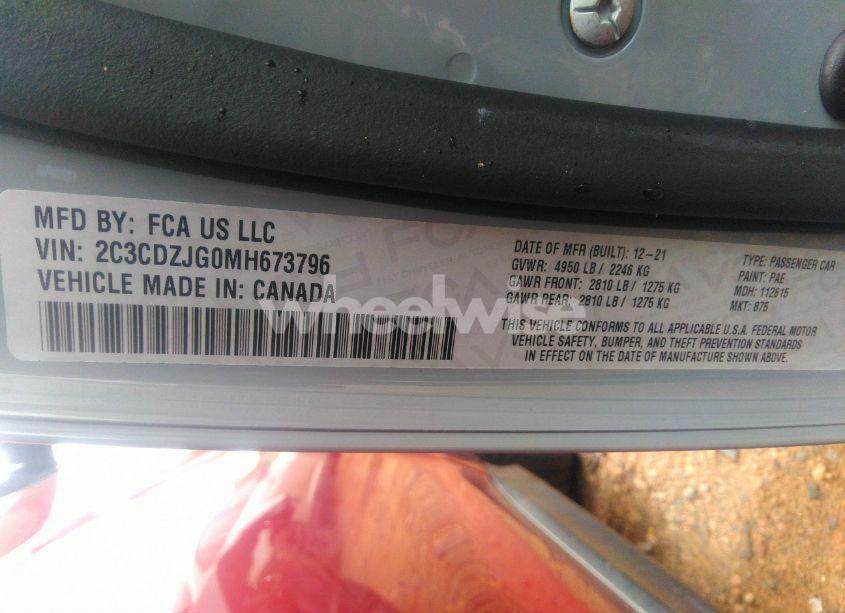 MFD BY: FCA US LLC
VIN: 2C3CDZJG0MH673796
VEHICLE MADE IN: CANADA
DATE OF MFR (BUILT): 12-21
GVWR: 4950 LB / 2246 KG
GAWR FRONT: 2810 LB / 1275 KG
GAWR REAR: 2810 LB / 1275 KG
TYPE: PASSENGER CAR
PAINT: PAE
MDH: 112615
MKT: 875
THIS VEHICLE CONFORMS TO ALL APPLICABLE U.S.A. FEDERAL MOTOR
VEHICLE SAFETY, BUMPER, AND THEFT PREVENTION STANDARDS
IN EFFECT ON THE DATE OF MANUFACTURE SHOWN ABOVE.
wheelwise